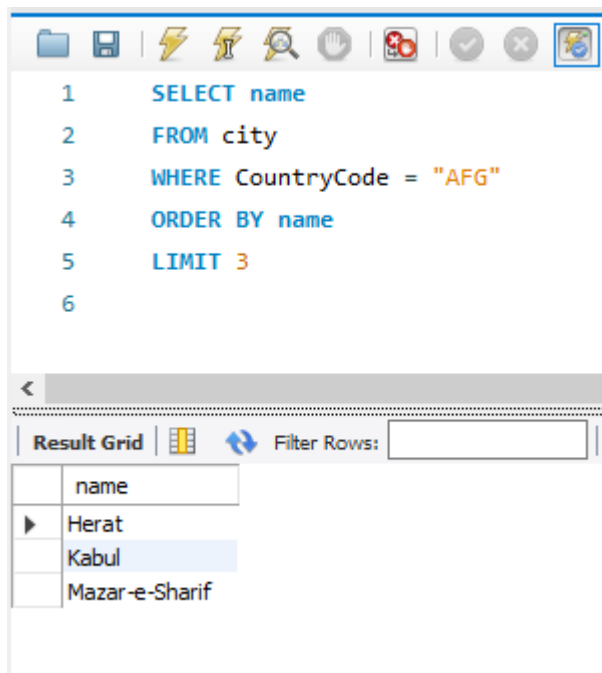 1 SELECT name
2 FROM city
3 WHERE CountryCode = "AFG"
4 ORDER BY name
5 LIMIT 3
6
Result Grid Filter Rows:
name
Herat
Kabul
Mazar-e-Sharif